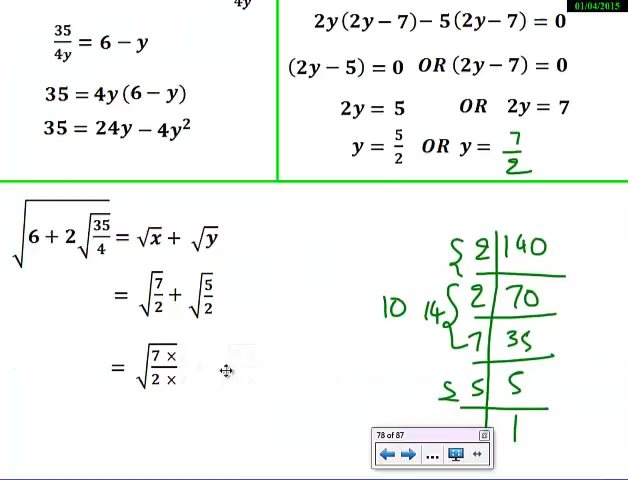 4y
01/04/2015
35/4y = 6 − y
35 = 4y(6 − y)
35 = 24y − 4y²
2y(2y − 7) − 5(2y − 7) = 0
(2y − 5) = 0 OR (2y − 7) = 0
2y = 5 OR 2y = 7
y = 5/2 OR y = 7/2
√(6 + 2√(35/4)) = √x + √y
= √(7/2) + √(5/2)
= √(7 ×/2 ×)
2 140
10 14 2 70
7 35
5 5 5
1
78 of 87